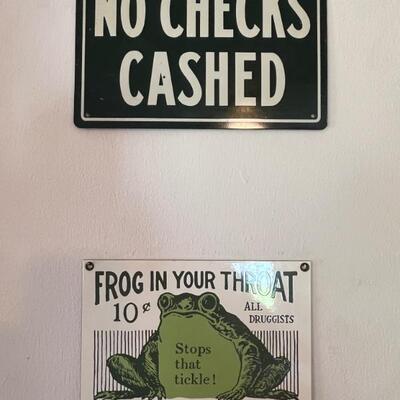 NO CHECKS
CASHED
FROG IN YOUR THROAT
10¢
ALL
DRUGGISTS
Stops
that
tickle!